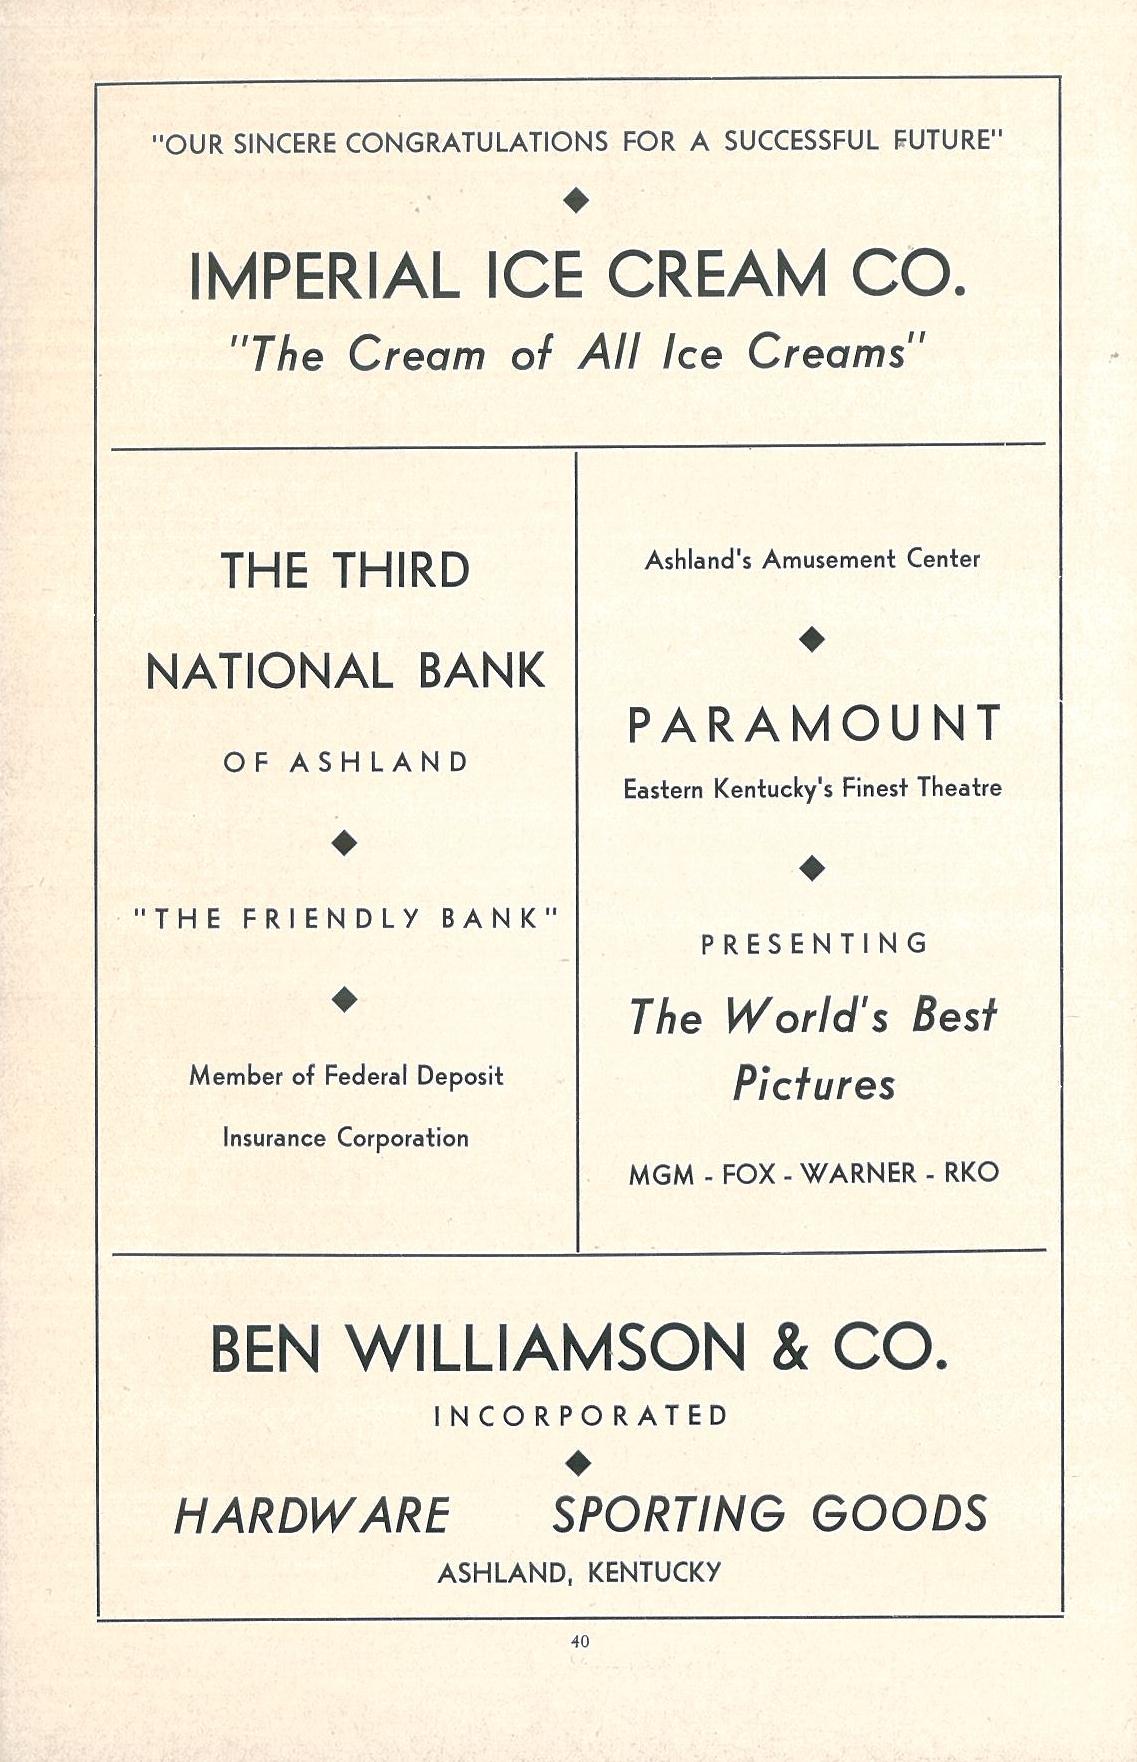 "OUR SINCERE CONGRATULATIONS FOR A SUCCESSFUL FUTURE"
IMPERIAL ICE CREAM CO.
"The Cream of All Ice Creams"
THE THIRD
NATIONAL BANK
OF ASHLAND
"THE FRIENDLY BANK"
Member of Federal Deposit
Insurance Corporation
Ashland's Amusement Center
PARAMOUNT
Eastern Kentucky's Finest Theatre
PRESENTING
The World's Best
Pictures
MGM - FOX - WARNER - RKO
BEN WILLIAMSON & CO.
INCORPORATED
HARDWARE SPORTING GOODS
ASHLAND, KENTUCKY
40